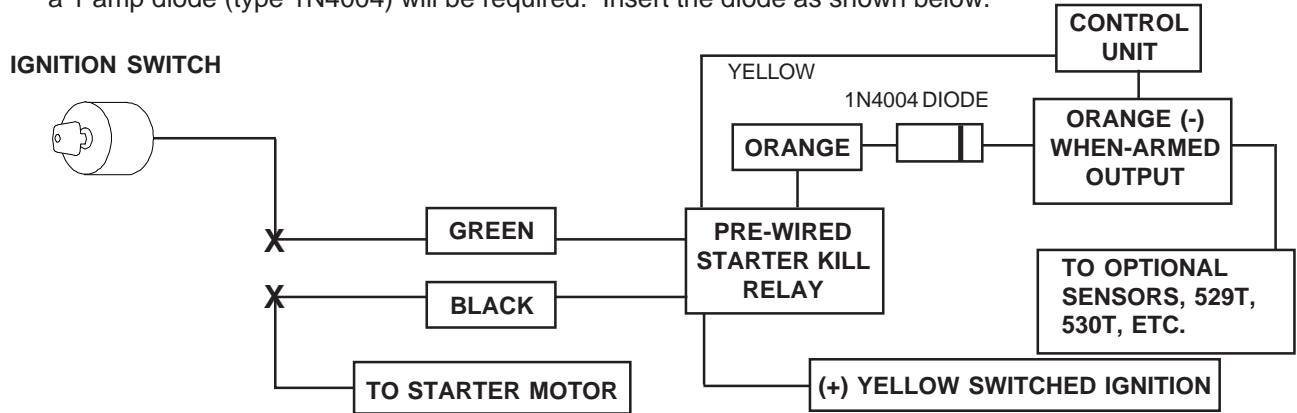 a 1 amp diode (type 1N4004) will be required. Insert the diode as shown below.
CONTROL
UNIT
IGNITION SWITCH
YELLOW
1N4004 DIODE
ORANGE
ORANGE (-)
WHEN-ARMED
OUTPUT
X
GREEN
PRE-WIRED
STARTER KILL
RELAY
X
BLACK
TO OPTIONAL
SENSORS, 529T,
530T, ETC.
TO STARTER MOTOR
(+) YELLOW SWITCHED IGNITION